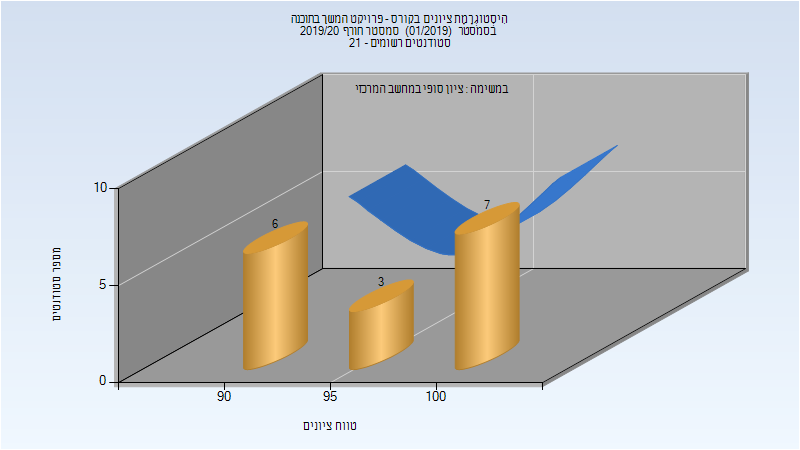 היסטוגרמת ציונים בקורס - פרויקט המשך בתוכנה
בסמסטר (01/2019) סמסטר חורף 2019/20
סטודנטים רשומים - 21
במשימה : ציון סופי במחשב המרכזי
10
5
0
מספר סטודנטים
6
3
7
90
95
100
טווח ציונים